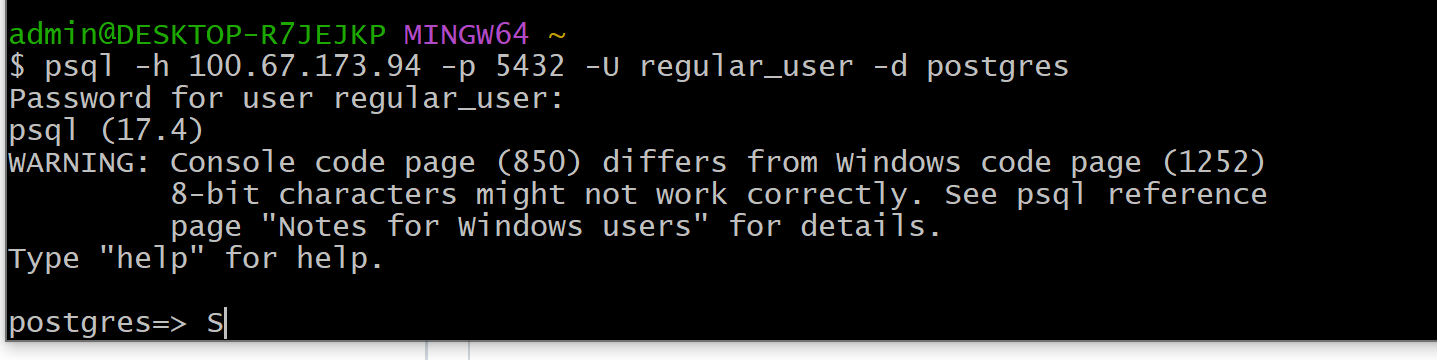 admin@DESKTOP-R7JEJKP MINGW64 ~
$ psql -h 100.67.173.94 -p 5432 -U regular_user -d postgres
Password for user regular_user:
psql (17.4)
WARNING: Console code page (850) differs from Windows code page (1252)
         8-bit characters might not work correctly. See psql reference
         page "Notes for Windows users" for details.
Type "help" for help.

postgres=> S